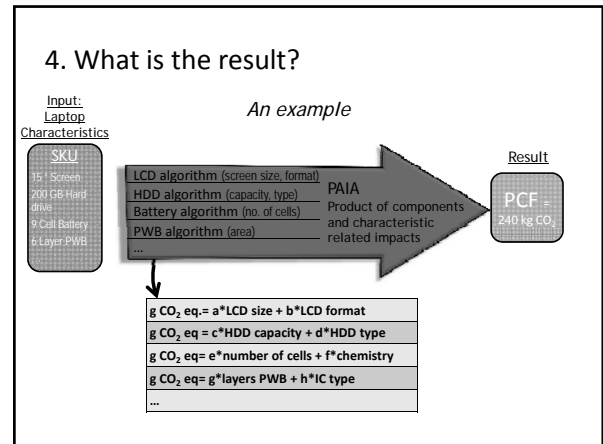 4. What is the result?
An example
Input:
Laptop
Characteristics
SKU
15 " Screen
200 GB Hard
drive
9 Cell Battery
6 Layer PWB
LCD algorithm (screen size, format)
HDD algorithm (capacity, type)
Battery algorithm (no. of cells)
PWB algorithm (area)
...
PAIA
Product of components
and characteristic
related impacts
Result
PCF =
240 kg CO₂
g CO₂ eq.= a*LCD size + b*LCD format
g CO₂ eq = c*HDD capacity + d*HDD type
g CO₂ eq= e*number of cells + f*chemistry
g CO₂ eq= g*layers PWB + h*IC type
...